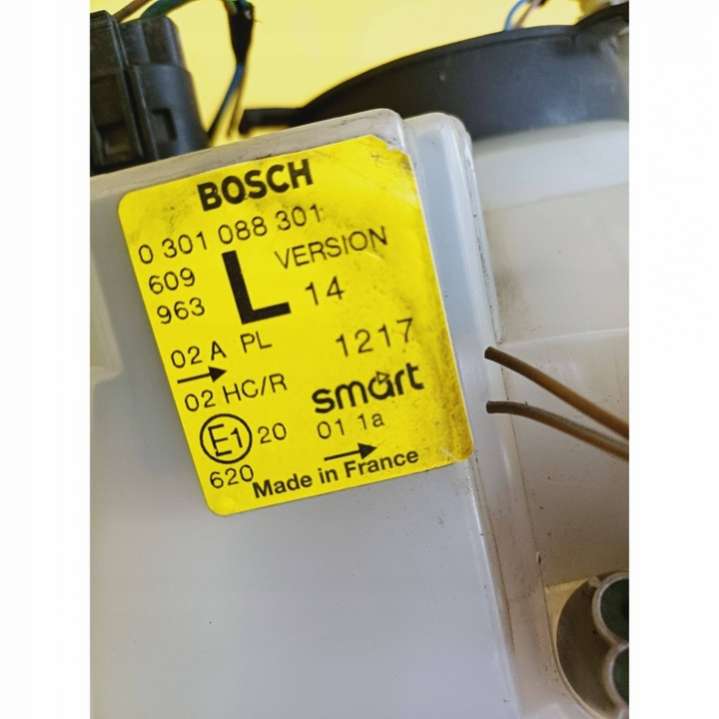 BOSCH
0 301 088 301
609
963
L
VERSION
14
02 A PL
1217
02 HC/R
smart
E1 20
01 1a
620
Made in France